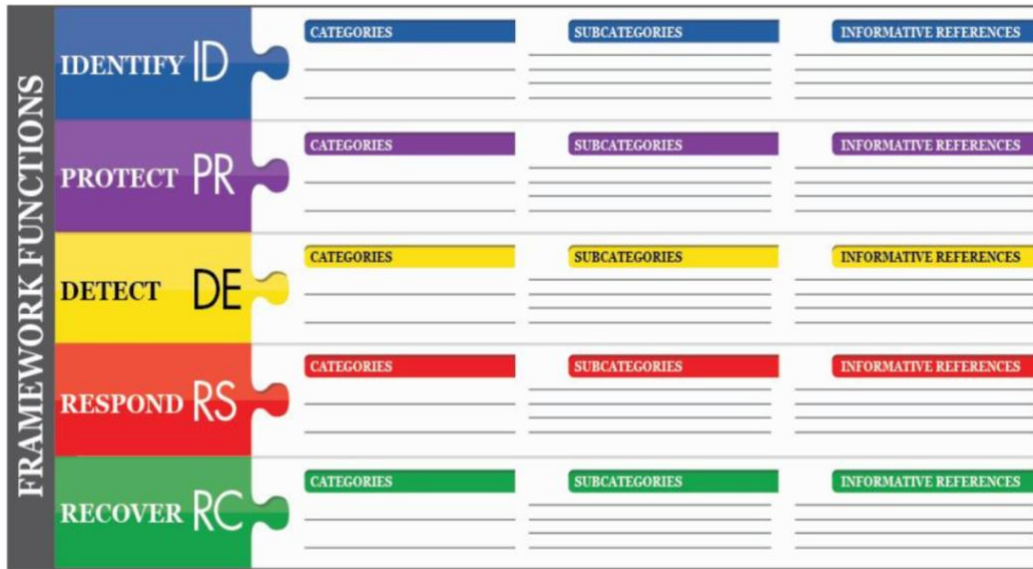 FRAMEWORK FUNCTIONS
IDENTIFY ID
CATEGORIES SUBCATEGORIES INFORMATIVE REFERENCES
PROTECT PR
CATEGORIES SUBCATEGORIES INFORMATIVE REFERENCES
DETECT DE
CATEGORIES SUBCATEGORIES INFORMATIVE REFERENCES
RESPOND RS
CATEGORIES SUBCATEGORIES INFORMATIVE REFERENCES
RECOVER RC
CATEGORIES SUBCATEGORIES INFORMATIVE REFERENCES